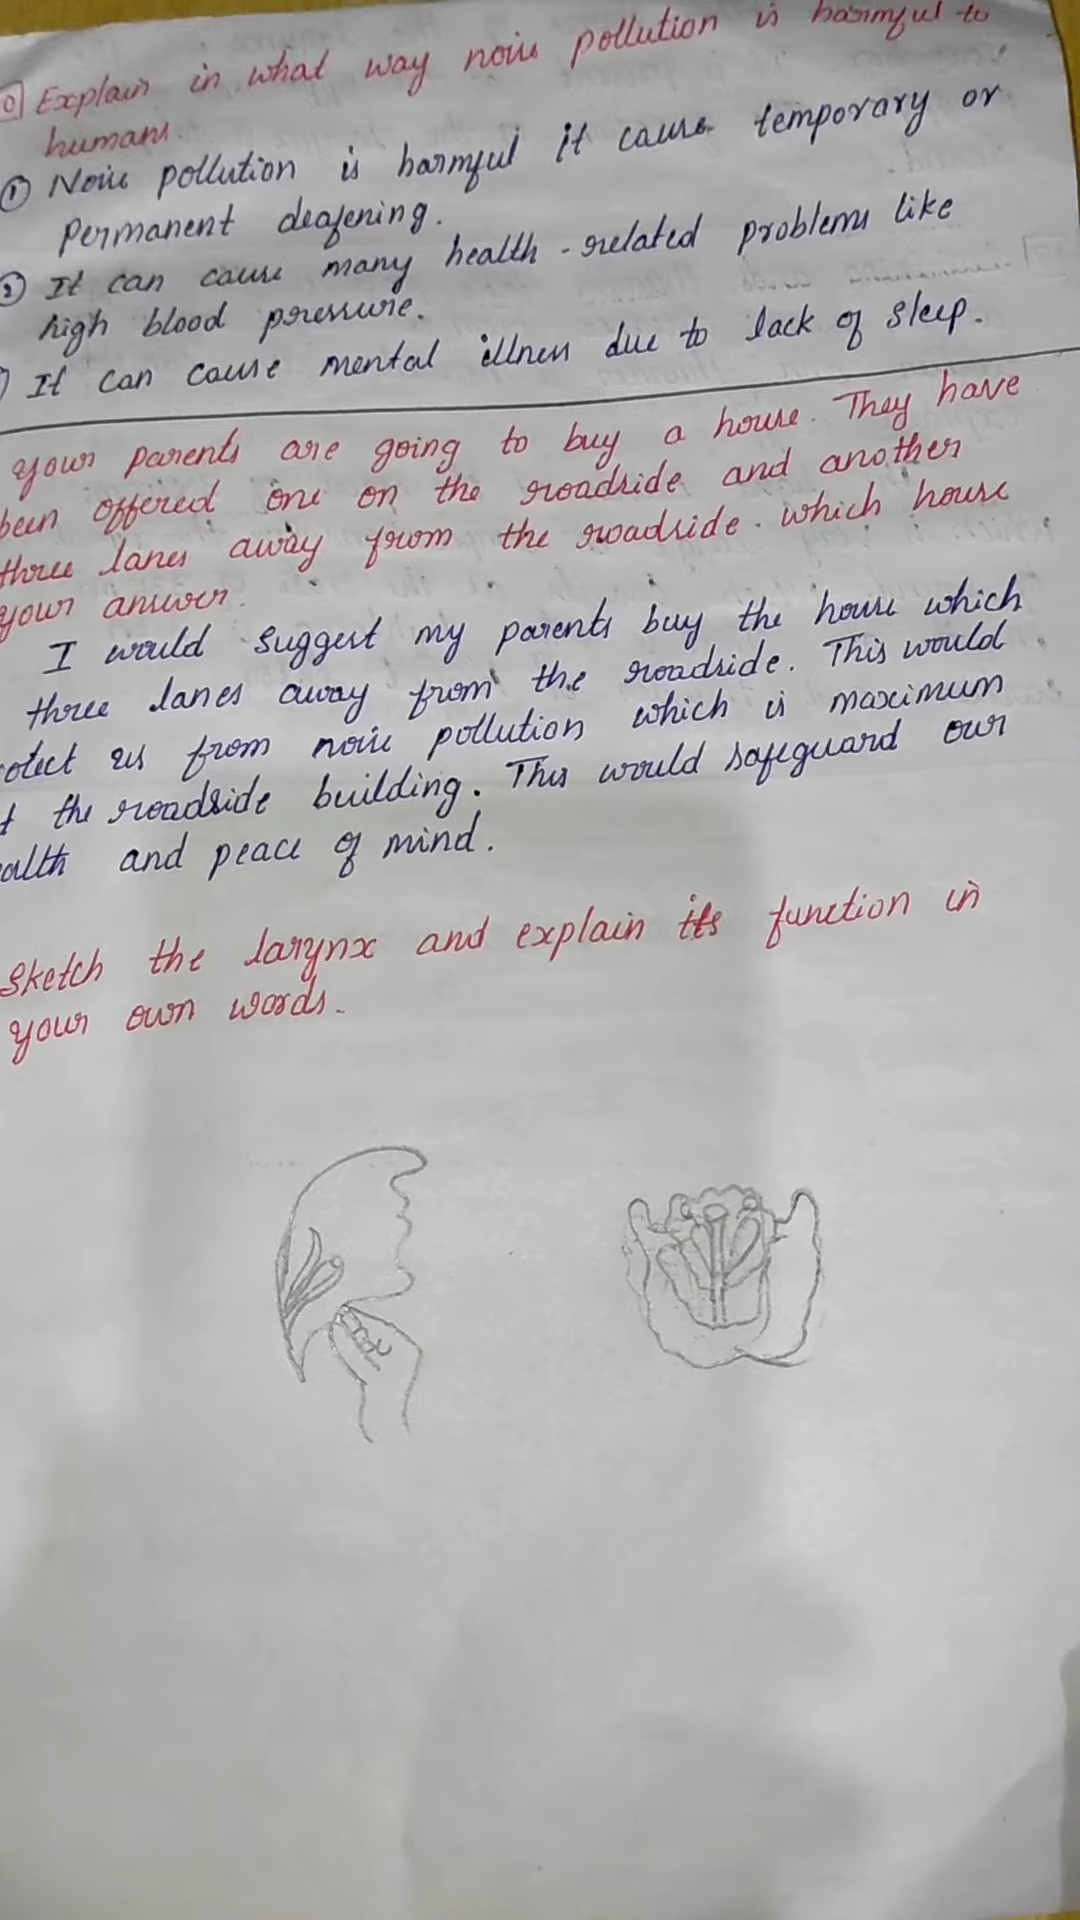 Explain in what way noise pollution is harmful to
humans.
① Noise pollution is harmful it cause temporary or
Permanent deafening.
② It can cause many health-related problems like
high blood pressure.
It can cause mental illness due to lack of sleep.
your parents are going to buy a house. They have
been offered one on the roadside and another
three lanes away from the roadside. which house
your answer.
I would suggest my parents buy the house which
three lanes away from the roadside. This would
otect us from noise pollution which is maximum
t the roadside building. This would safeguard our
ealth and peace of mind.
Sketch the larynx and explain its function in
your own words.